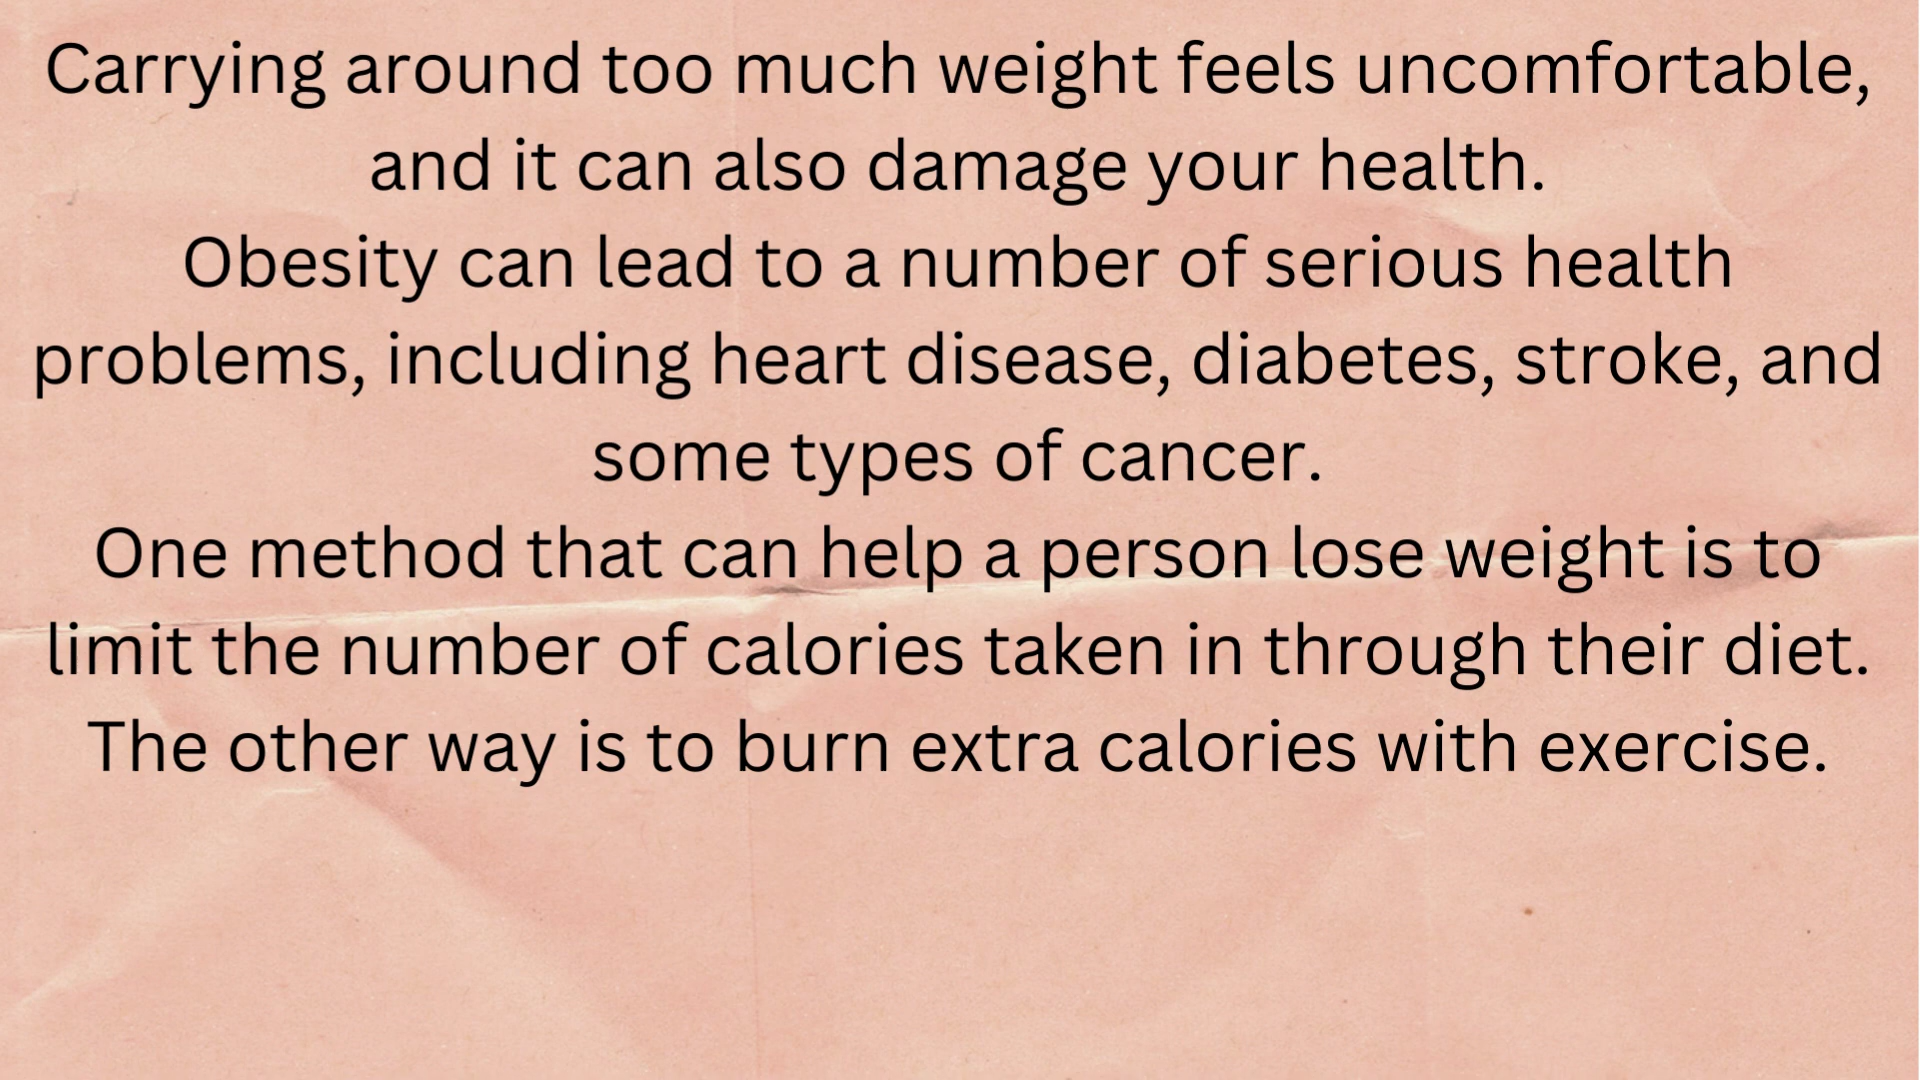 Carrying around too much weight feels uncomfortable,
and it can also damage your health.
Obesity can lead to a number of serious health
problems, including heart disease, diabetes, stroke, and
some types of cancer.
One method that can help a person lose weight is to
limit the number of calories taken in through their diet.
The other way is to burn extra calories with exercise.